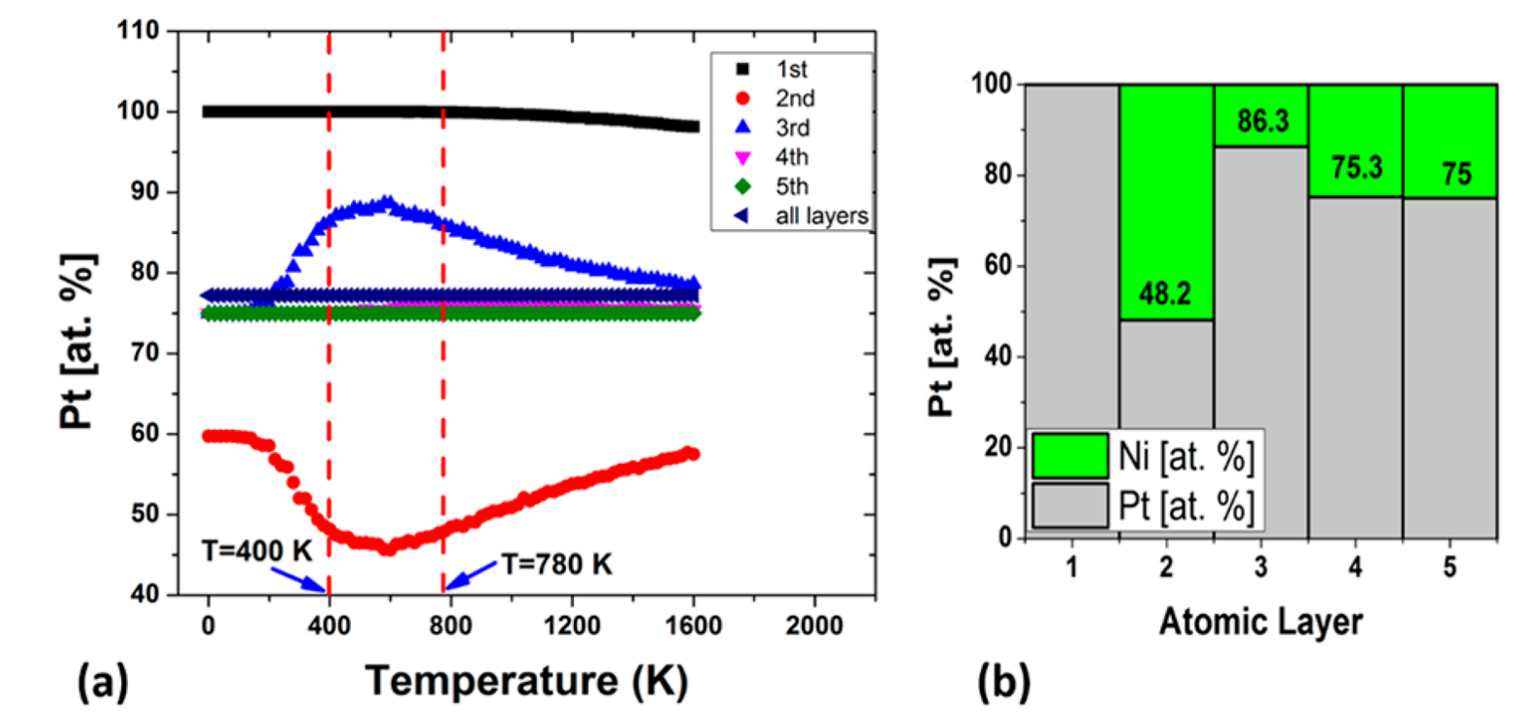 110
100
90
80
70
60
50
40
Pt [at. %]
1st
2nd
3rd
4th
5th
all layers
T=400 K
T=780 K
0 400 800 1200 1600 2000
Temperature (K)
(a)
100
80
60
40
20
0
Pt [at. %]
86.3
75.3
75
48.2
Ni [at. %]
Pt [at. %]
1 2 3 4 5
Atomic Layer
(b)